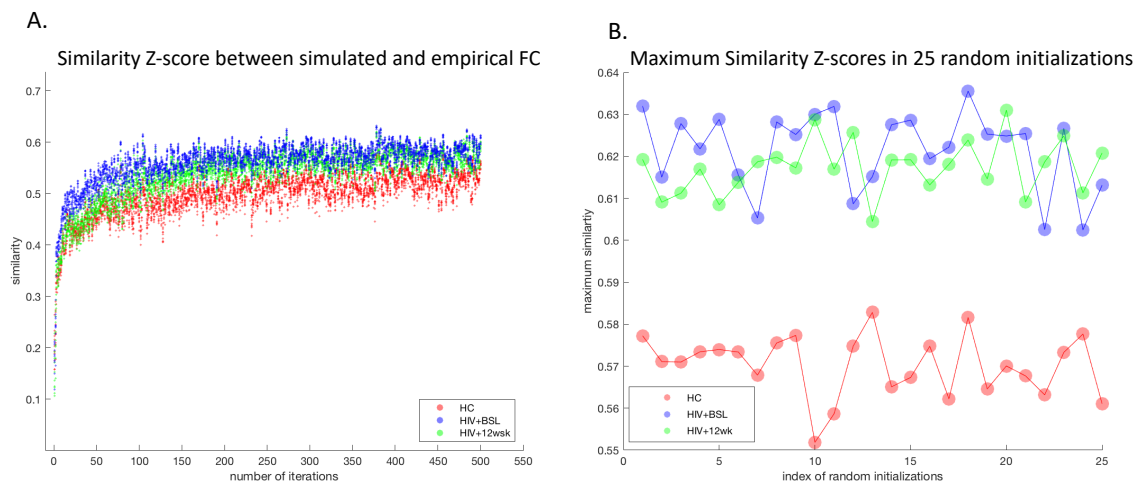 A.
Similarity Z-score between simulated and empirical FC
0.7
0.6
0.5
0.4
0.3
0.2
0.1
similarity
0 50 100 150 200 250 300 350 400 450 500 550
number of iterations
HC
HIV+BSL
HIV+12wsk
B.
Maximum Similarity Z-scores in 25 random initializations
0.64
0.63
0.62
0.61
0.6
0.59
0.58
0.57
0.56
0.55
maximum similarity
0 5 10 15 20 25
index of random initializations
HC
HIV+BSL
HIV+12wk